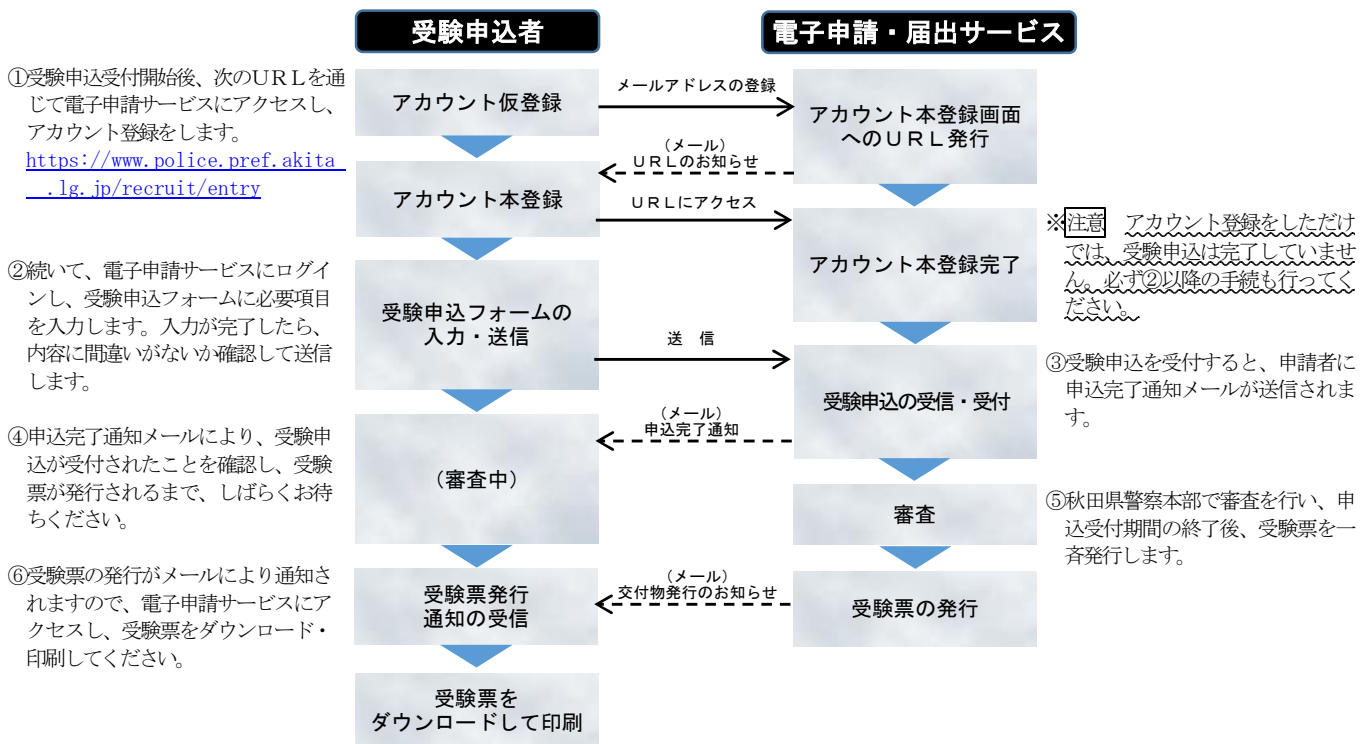 受験申込者
電子申請・届出サービス
①受験申込受付開始後、次のURLを通
じて電子申請サービスにアクセスし、
アカウント登録をします。
https://www.police.pref.akita
.lg.jp/recruit/entry
②続いて、電子申請サービスにログイ
ンし、受験申込フォームに必要項目
を入力します。入力が完了したら、
内容に間違いがないか確認して送信
します。
④申込完了通知メールにより、受験申
込が受付されたことを確認し、受験
票が発行されるまで、しばらくお待
ちください。
⑥受験票の発行がメールにより通知さ
れますので、電子申請サービスにア
クセスし、受験票をダウンロード・
印刷してください。
アカウント仮登録
アカウント本登録
受験申込フォームの
入力・送信
(審査中)
受験票発行
通知の受信
受験票を
ダウンロードして印刷
メールアドレスの登録
(メール)
URLのお知らせ
URLにアクセス
送 信
(メール)
申込完了通知
(メール)
交付物発行のお知らせ
アカウント本登録画面
へのURL発行
アカウント本登録完了
受験申込の受信・受付
審査
受験票の発行
※注意 アカウント登録をしただけ
では、受験申込は完了していませ
ん。必ず②以降の手続も行ってく
ださい。
③受験申込を受付すると、申請者に
申込完了通知メールが送信されま
す。
⑤秋田県警察本部で審査を行い、申
込受付期間の終了後、受験票を一
斉発行します。